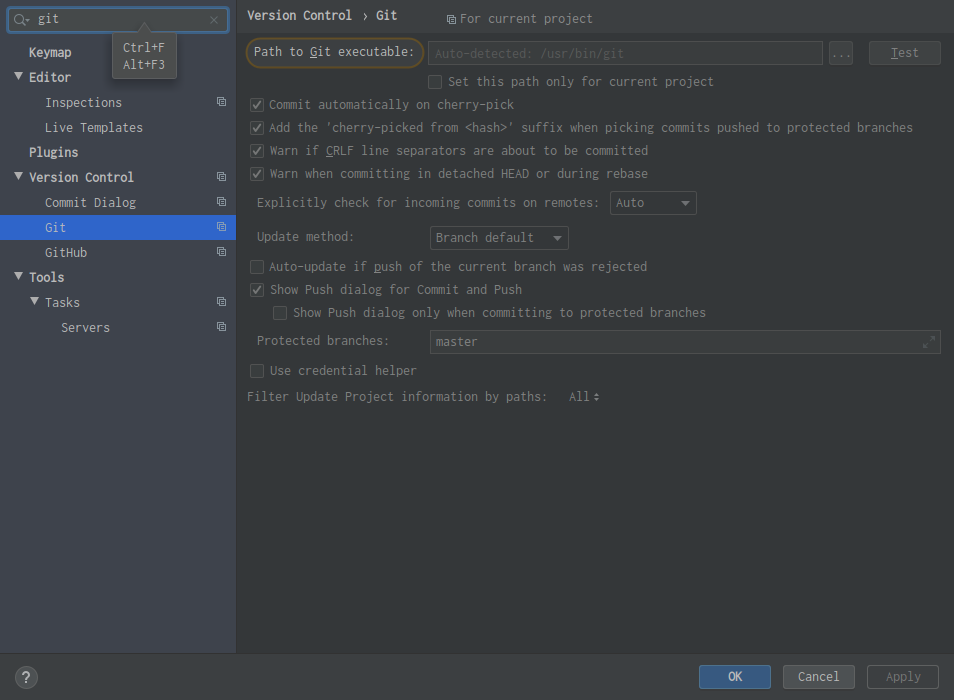 git
Ctrl+F
Alt+F3
Keymap
Editor
Inspections
Live Templates
Plugins
Version Control
Commit Dialog
Git
GitHub
Tools
Tasks
Servers
Version Control › Git
For current project
Path to Git executable: Auto-detected: /usr/bin/git ... Test
Set this path only for current project
Commit automatically on cherry-pick
Add the 'cherry-picked from <hash>' suffix when picking commits pushed to protected branches
Warn if CRLF line separators are about to be committed
Warn when committing in detached HEAD or during rebase
Explicitly check for incoming commits on remotes: Auto
Update method: Branch default
Auto-update if push of the current branch was rejected
Show Push dialog for Commit and Push
Show Push dialog only when committing to protected branches
Protected branches: master
Use credential helper
Filter Update Project information by paths: All
? OK Cancel Apply